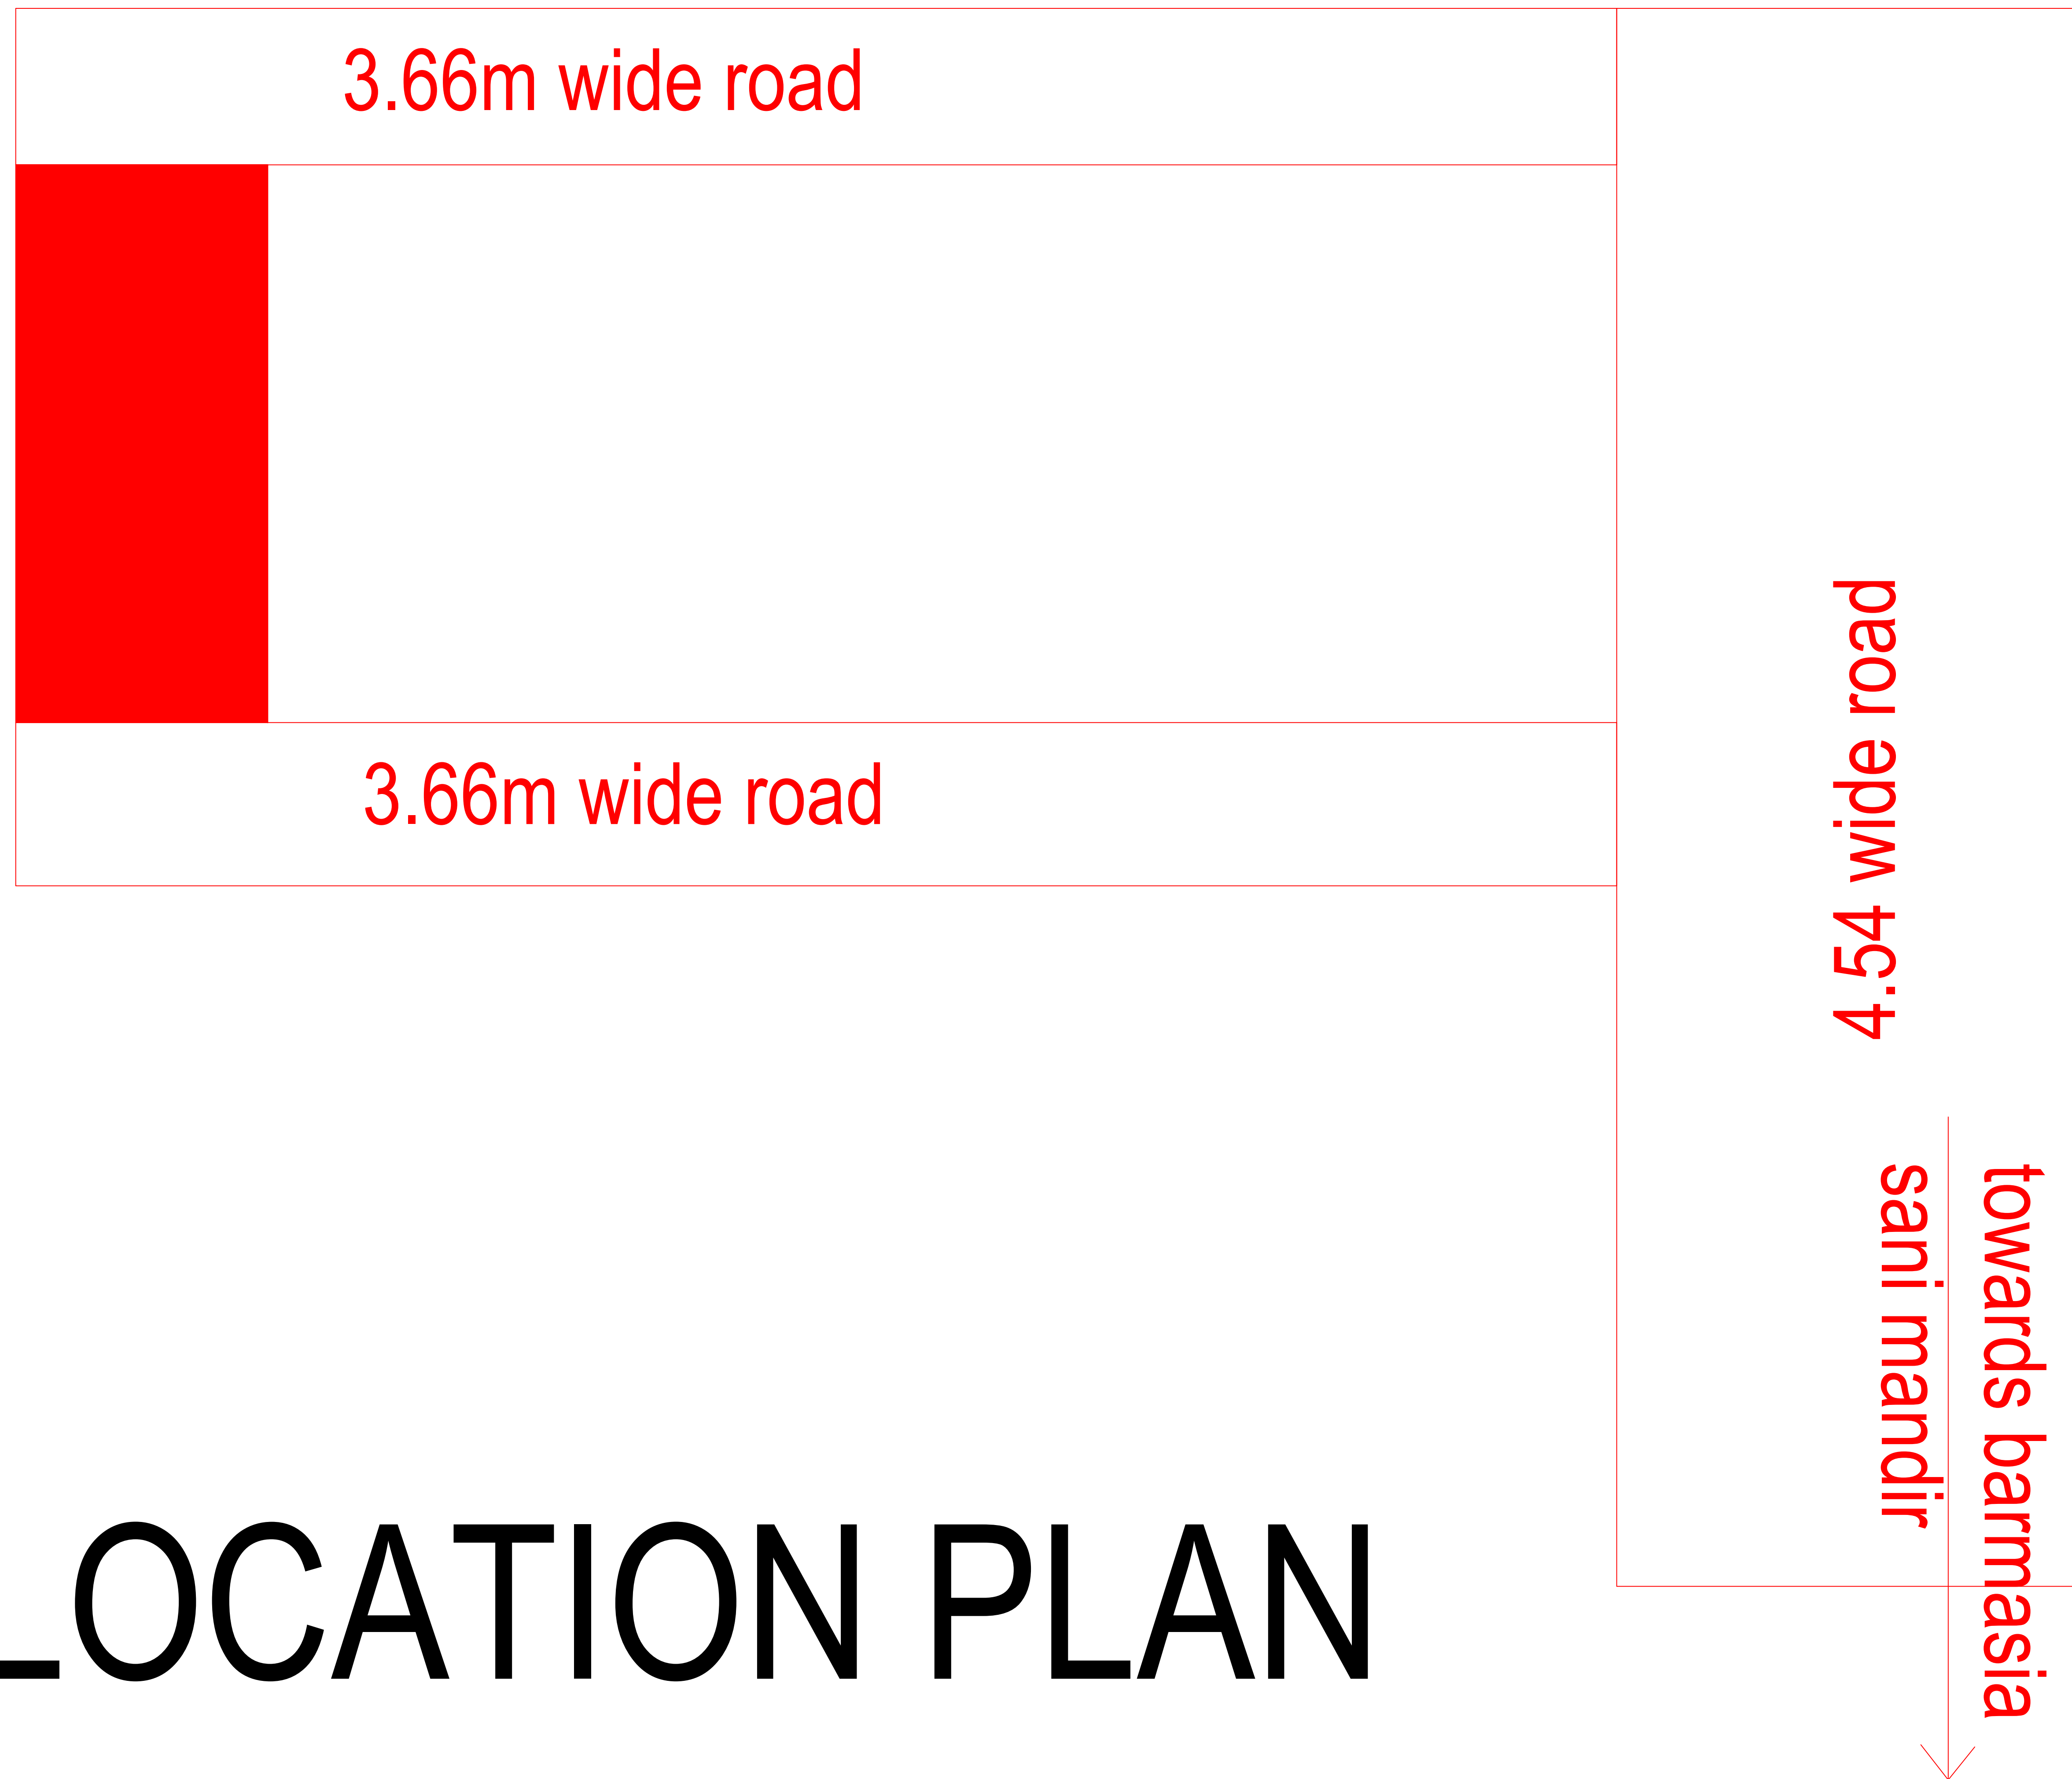 3.66m wide road
3.66m wide road
4.54 wide road
towards barmasia
sani mandir
LOCATION PLAN